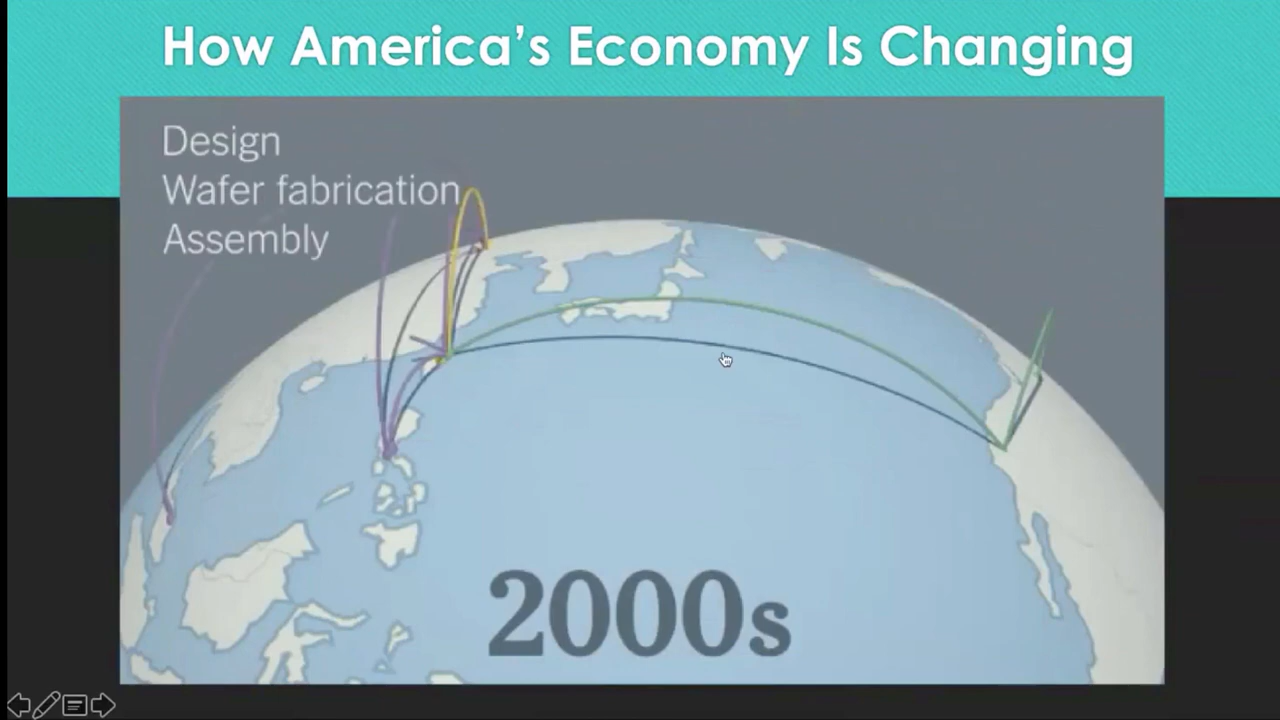 How America's Economy Is Changing
Design
Wafer fabrication
Assembly
2000s